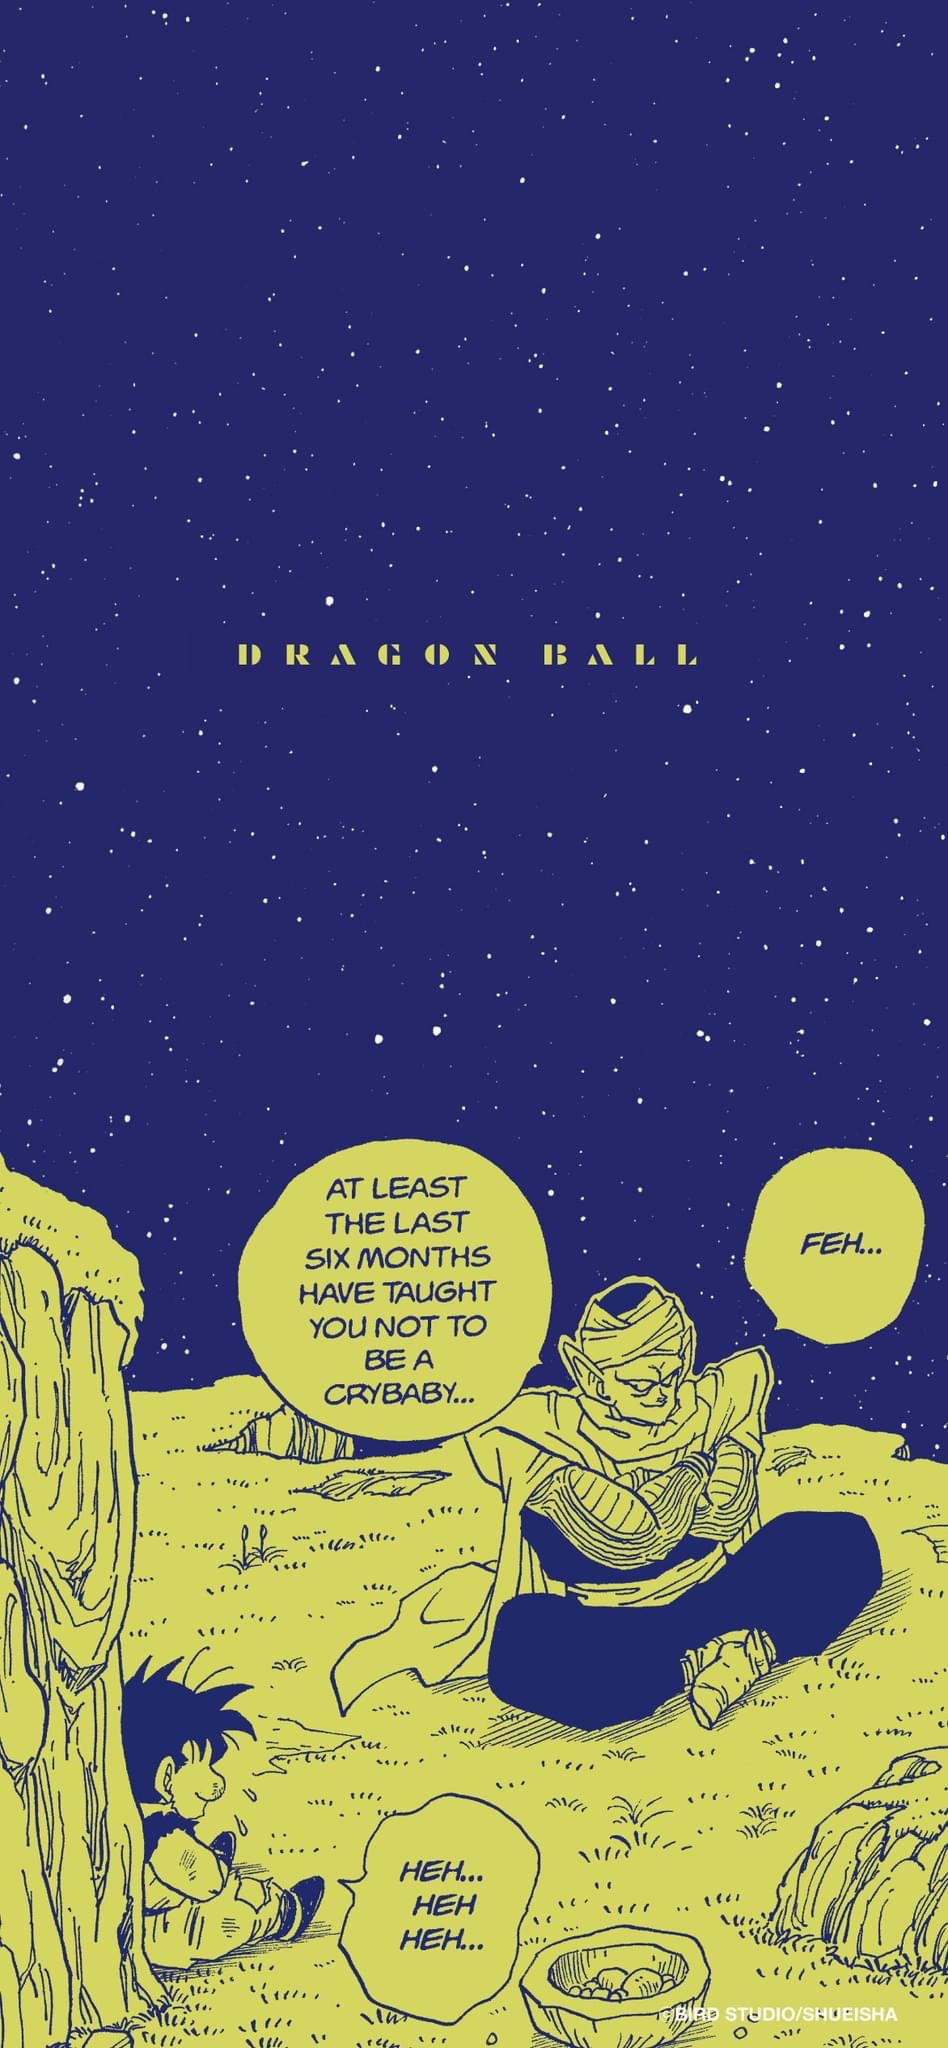 DRAGON BALL
AT LEAST
THE LAST
SIX MONTHS
HAVE TAUGHT
YOU NOT TO
BE A
CRYBABY...
FEH...
HEH...
HEH
HEH...
©BIRD STUDIO/SHUEISHA